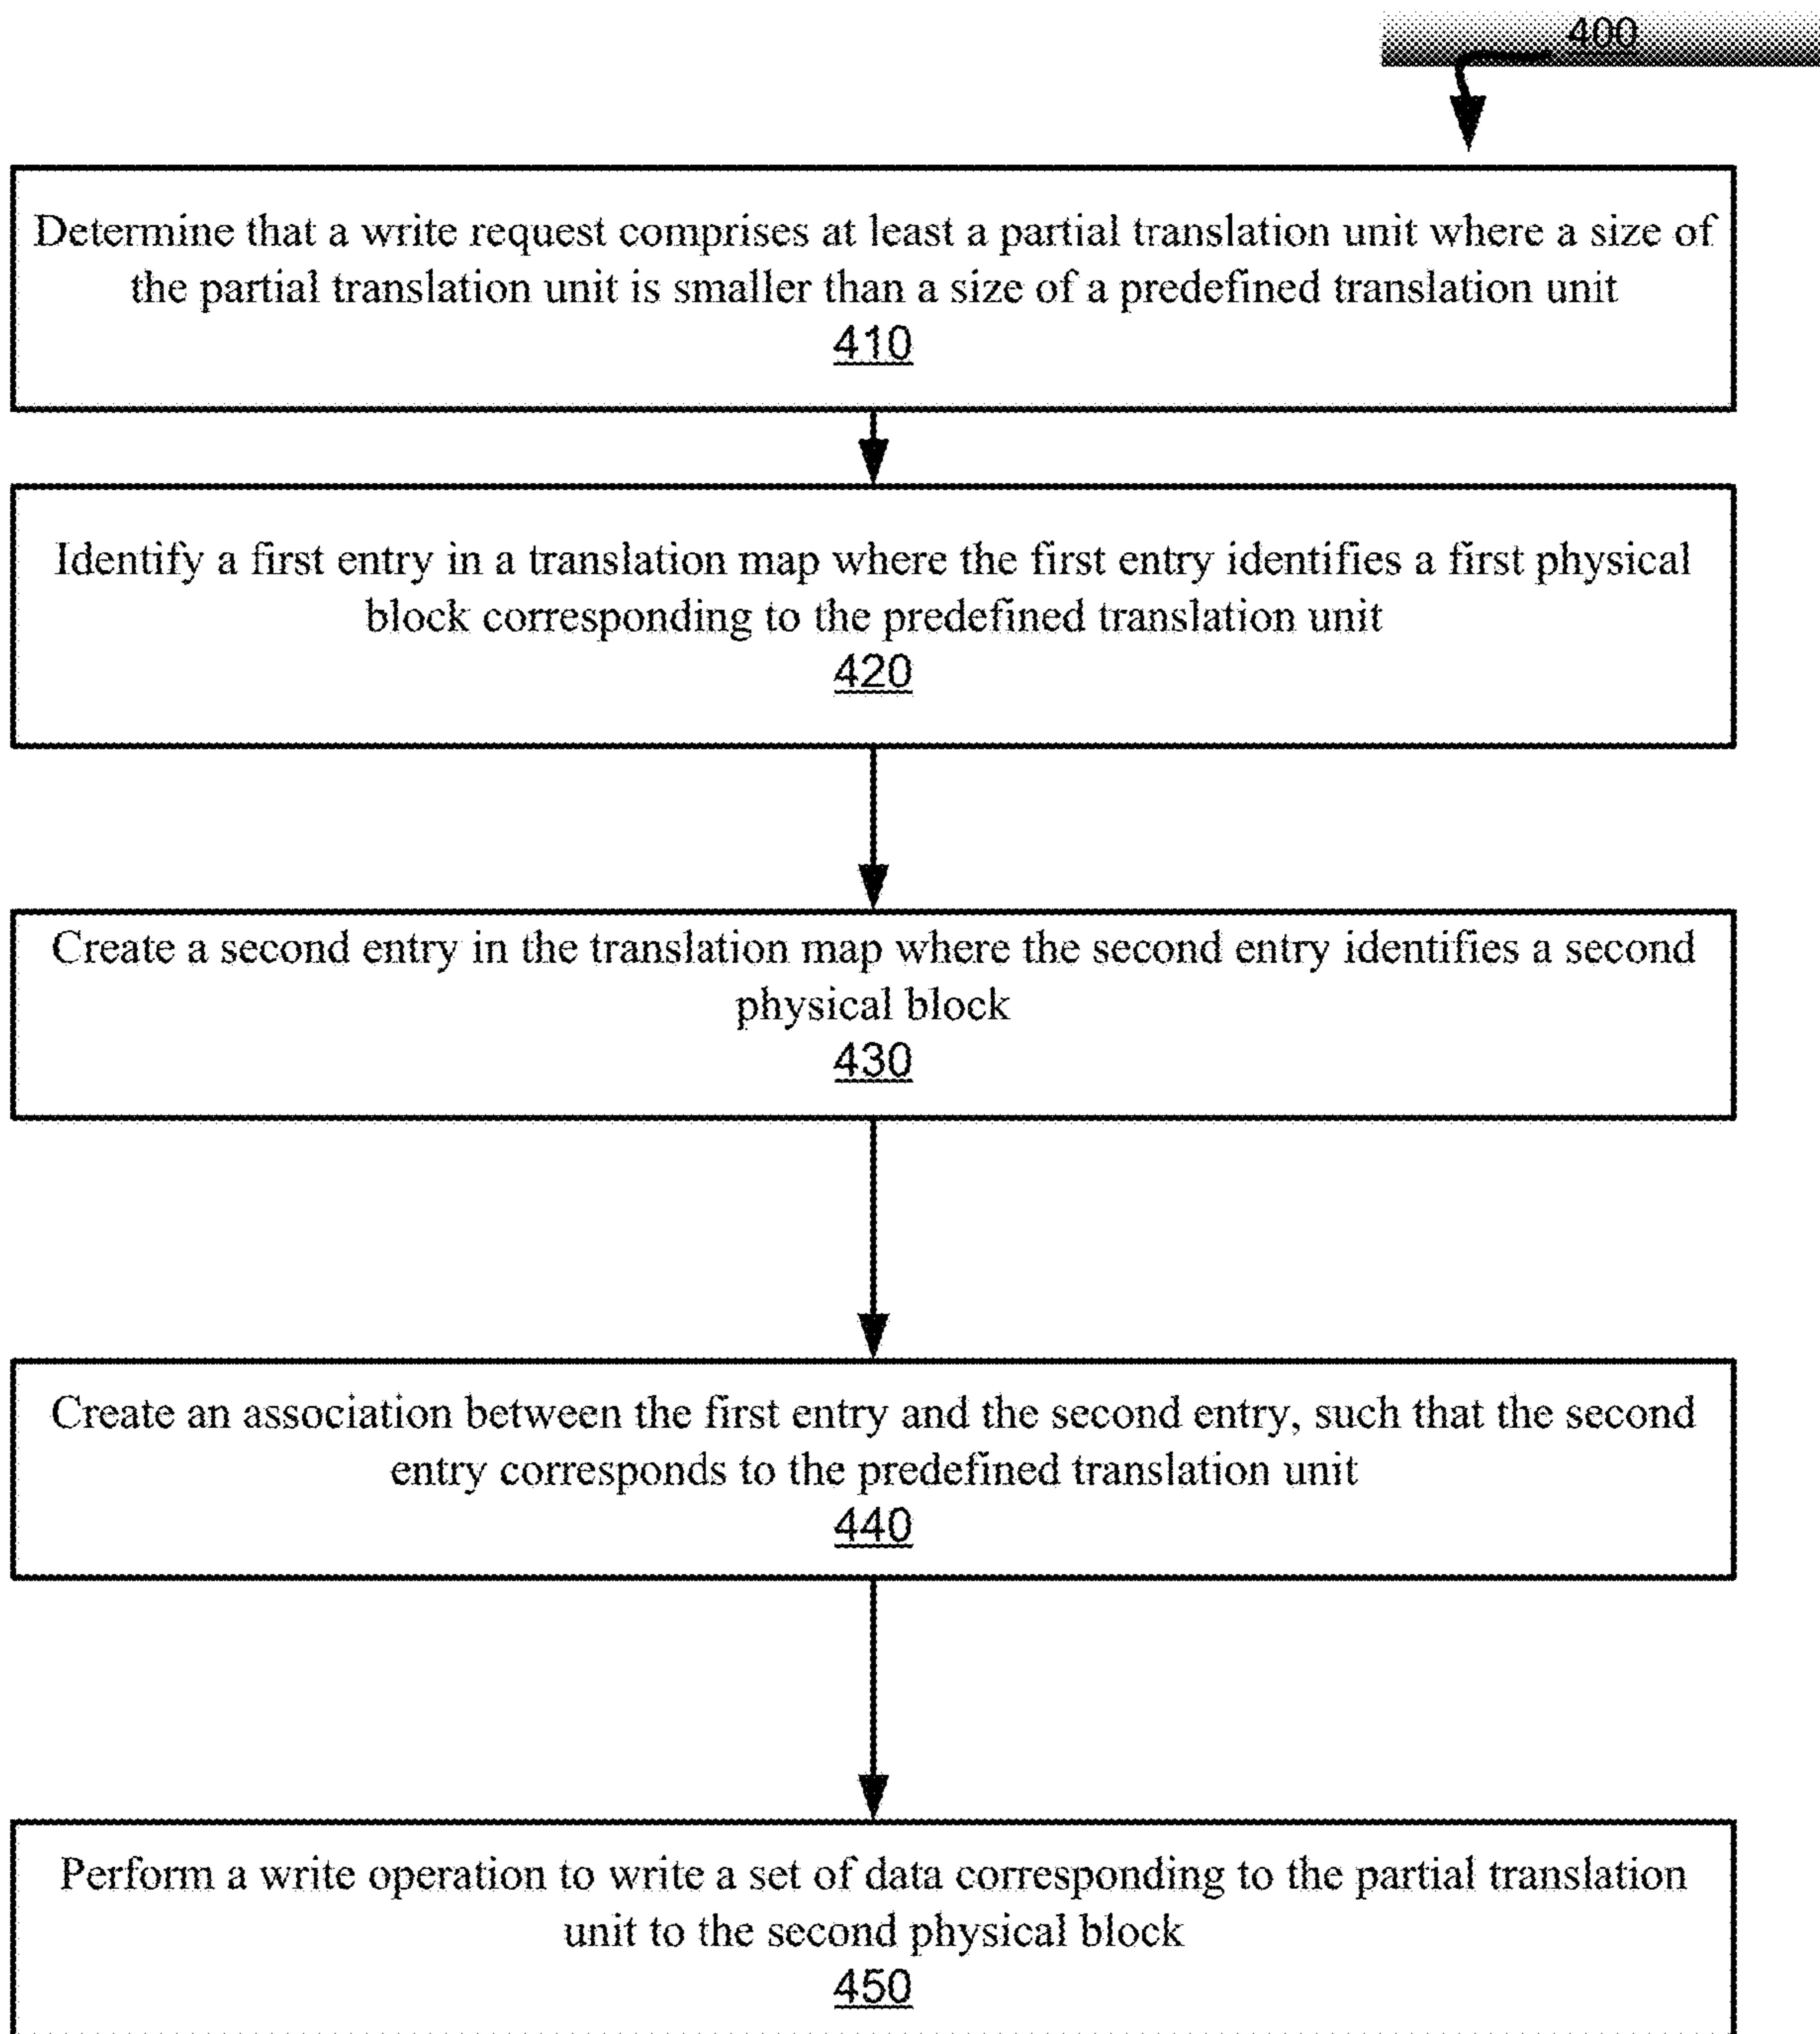 400
Determine that a write request comprises at least a partial translation unit where a size of
the partial translation unit is smaller than a size of a predefined translation unit
410
Identify a first entry in a translation map where the first entry identifies a first physical
block corresponding to the predefined translation unit
420
Create a second entry in the translation map where the second entry identifies a second
physical block
430
Create an association between the first entry and the second entry, such that the second
entry corresponds to the predefined translation unit
440
Perform a write operation to write a set of data corresponding to the partial translation
unit to the second physical block
450